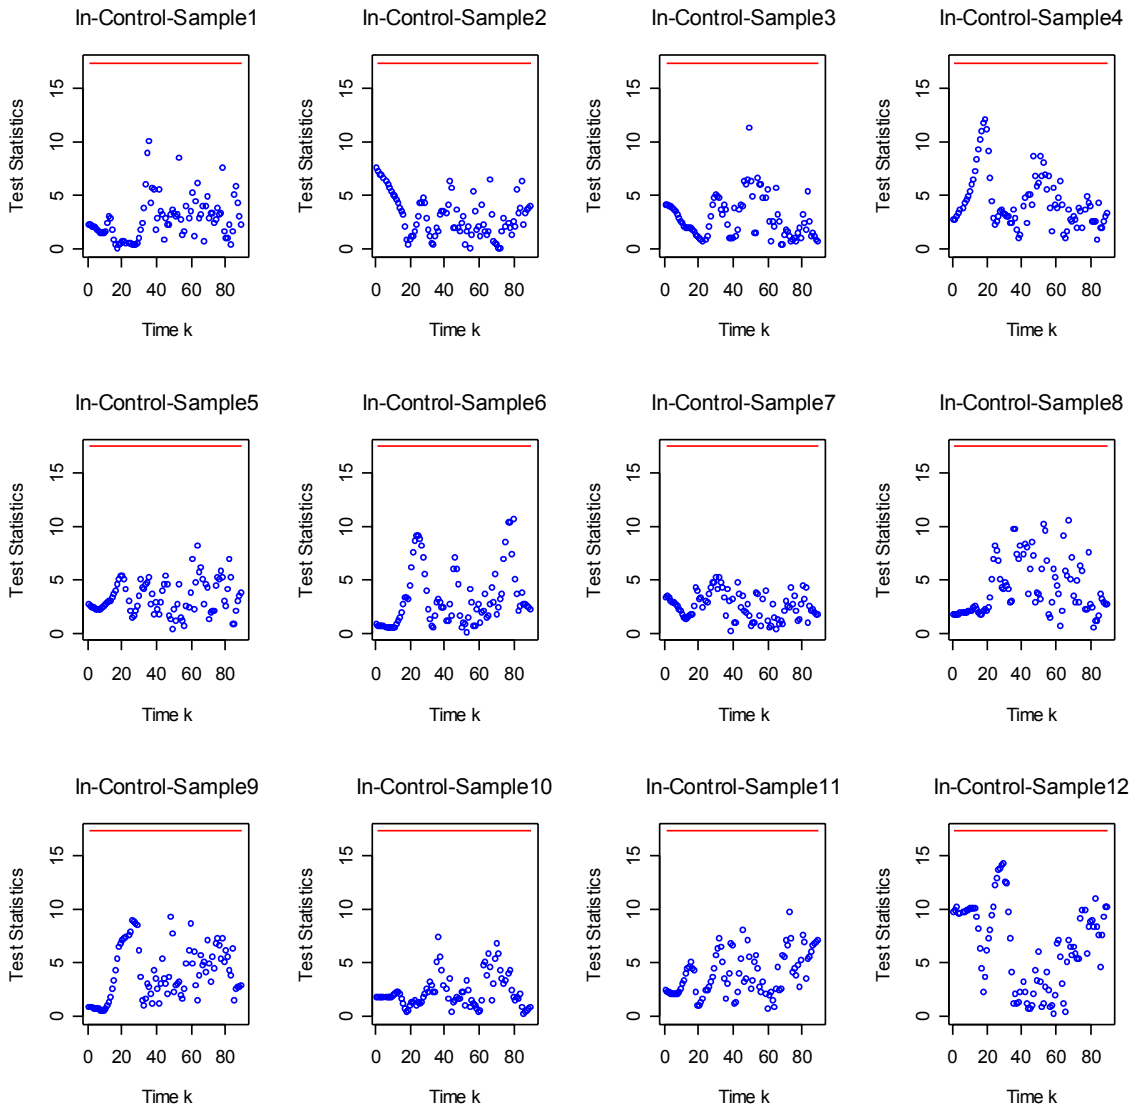 In-Control-Sample1
In-Control-Sample2
In-Control-Sample3
In-Control-Sample4
Test Statistics
0 5 10 15
0 20 40 60 80
Time k
Test Statistics
0 5 10 15
0 20 40 60 80
Time k
Test Statistics
0 5 10 15
0 20 40 60 80
Time k
Test Statistics
0 5 10 15
0 20 40 60 80
Time k
In-Control-Sample5
In-Control-Sample6
In-Control-Sample7
In-Control-Sample8
Test Statistics
0 5 10 15
0 20 40 60 80
Time k
Test Statistics
0 5 10 15
0 20 40 60 80
Time k
Test Statistics
0 5 10 15
0 20 40 60 80
Time k
Test Statistics
0 5 10 15
0 20 40 60 80
Time k
In-Control-Sample9
In-Control-Sample10
In-Control-Sample11
In-Control-Sample12
Test Statistics
0 5 10 15
0 20 40 60 80
Time k
Test Statistics
0 5 10 15
0 20 40 60 80
Time k
Test Statistics
0 5 10 15
0 20 40 60 80
Time k
Test Statistics
0 5 10 15
0 20 40 60 80
Time k